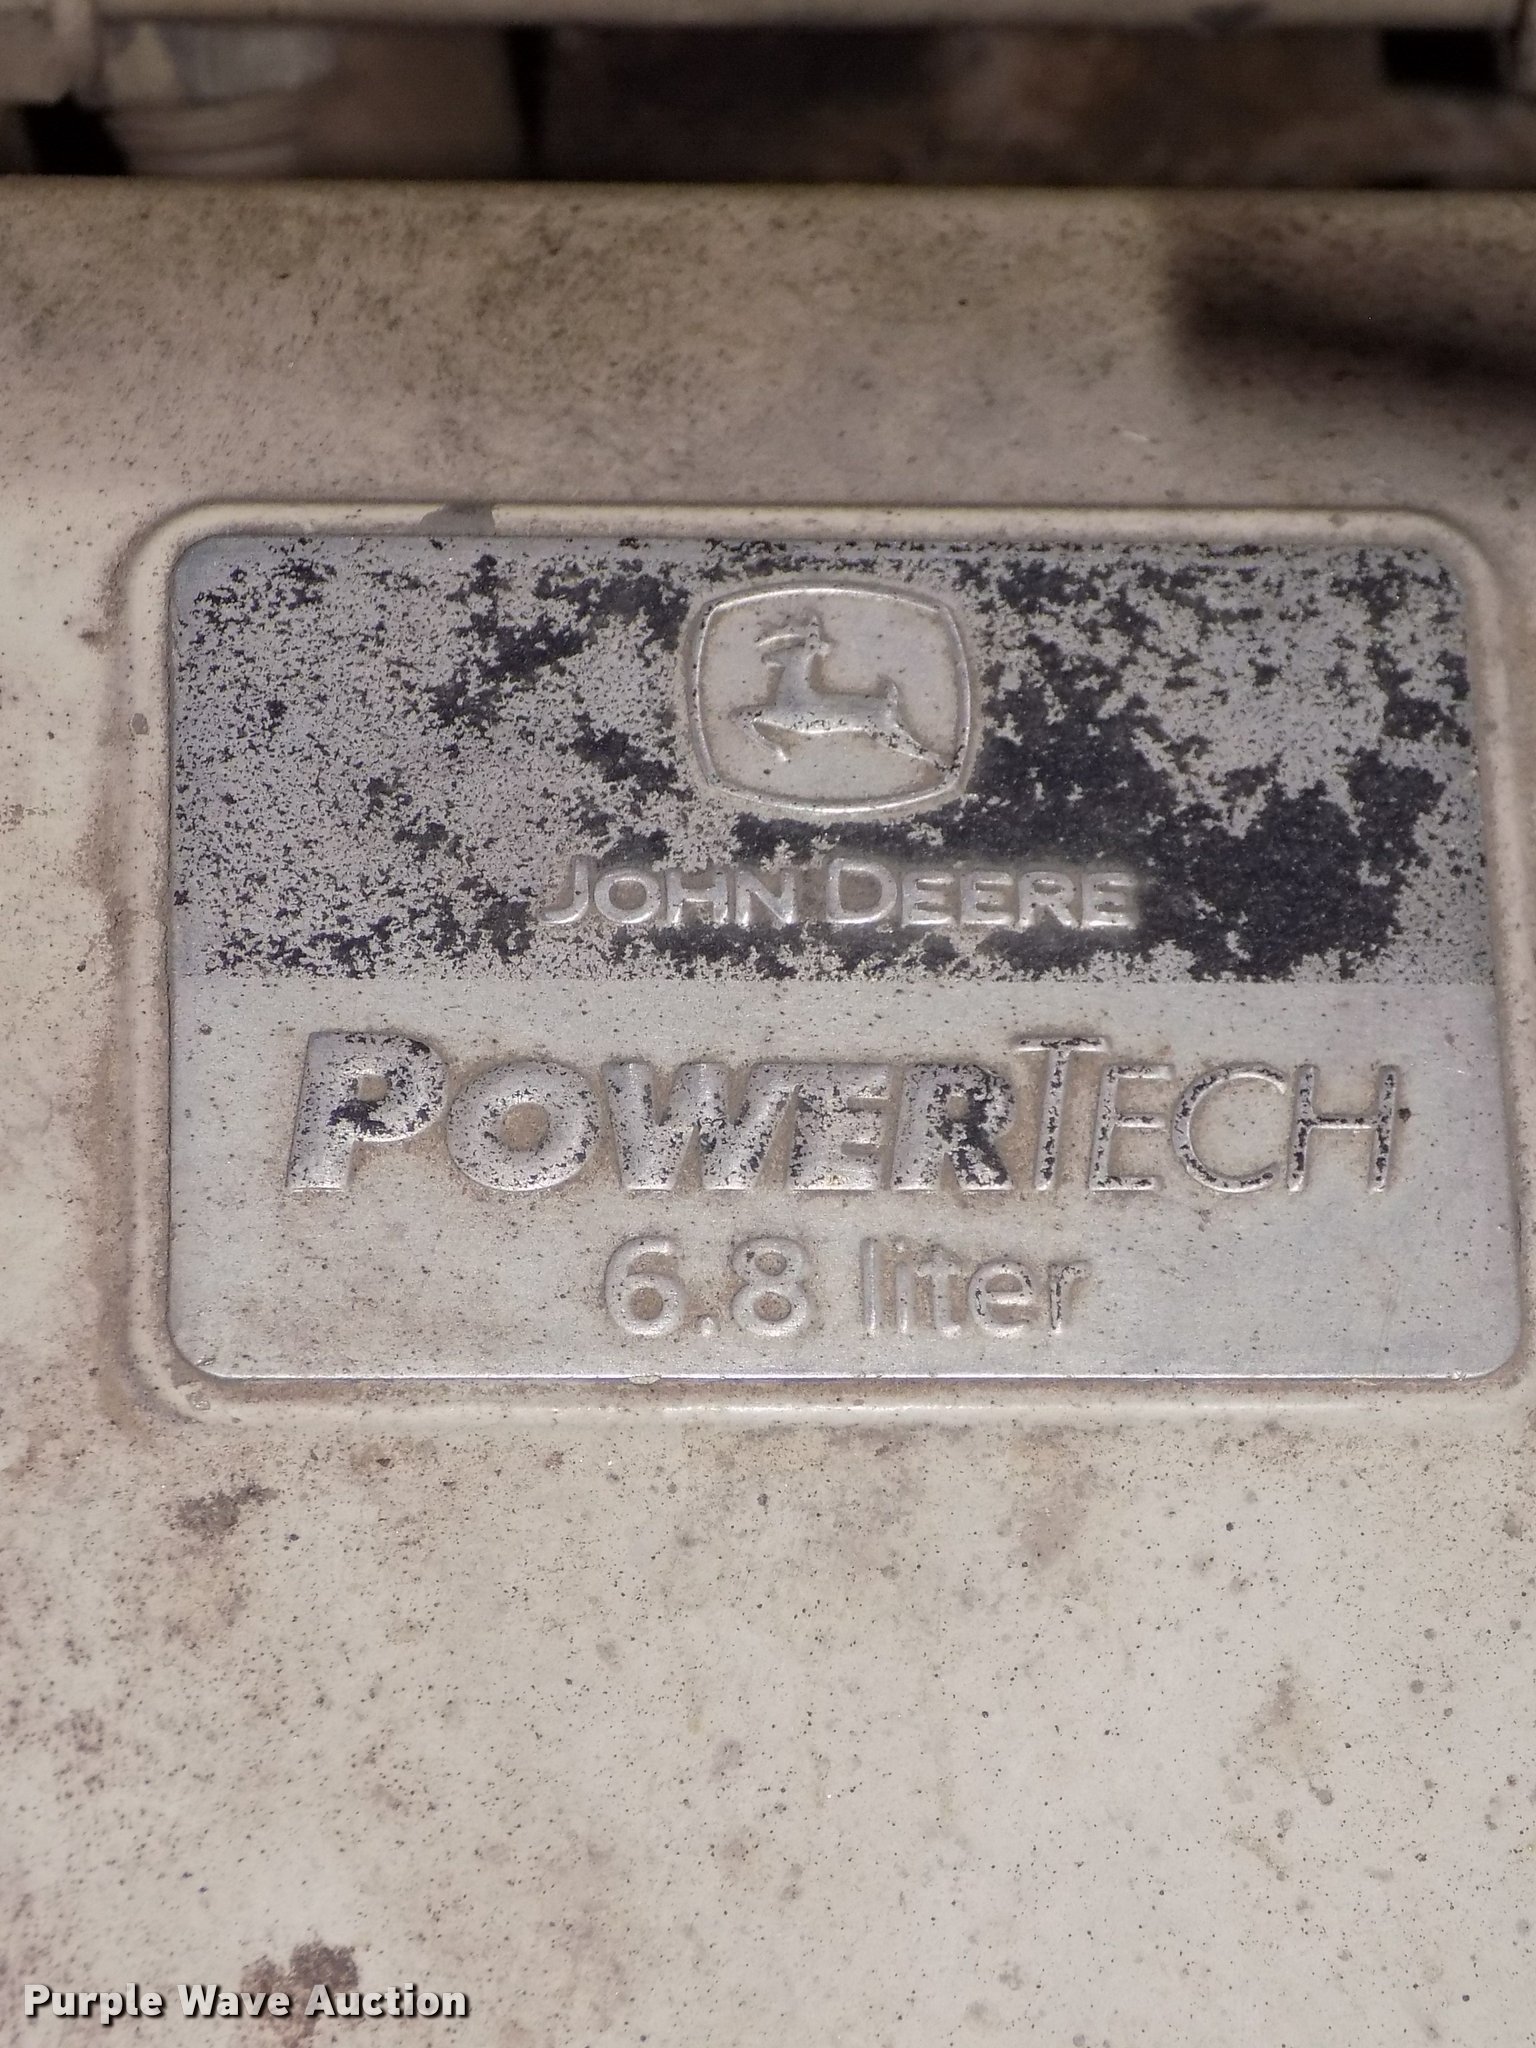 JOHN DEERE
POWERTECH
6.8 liter
Purple Wave Auction